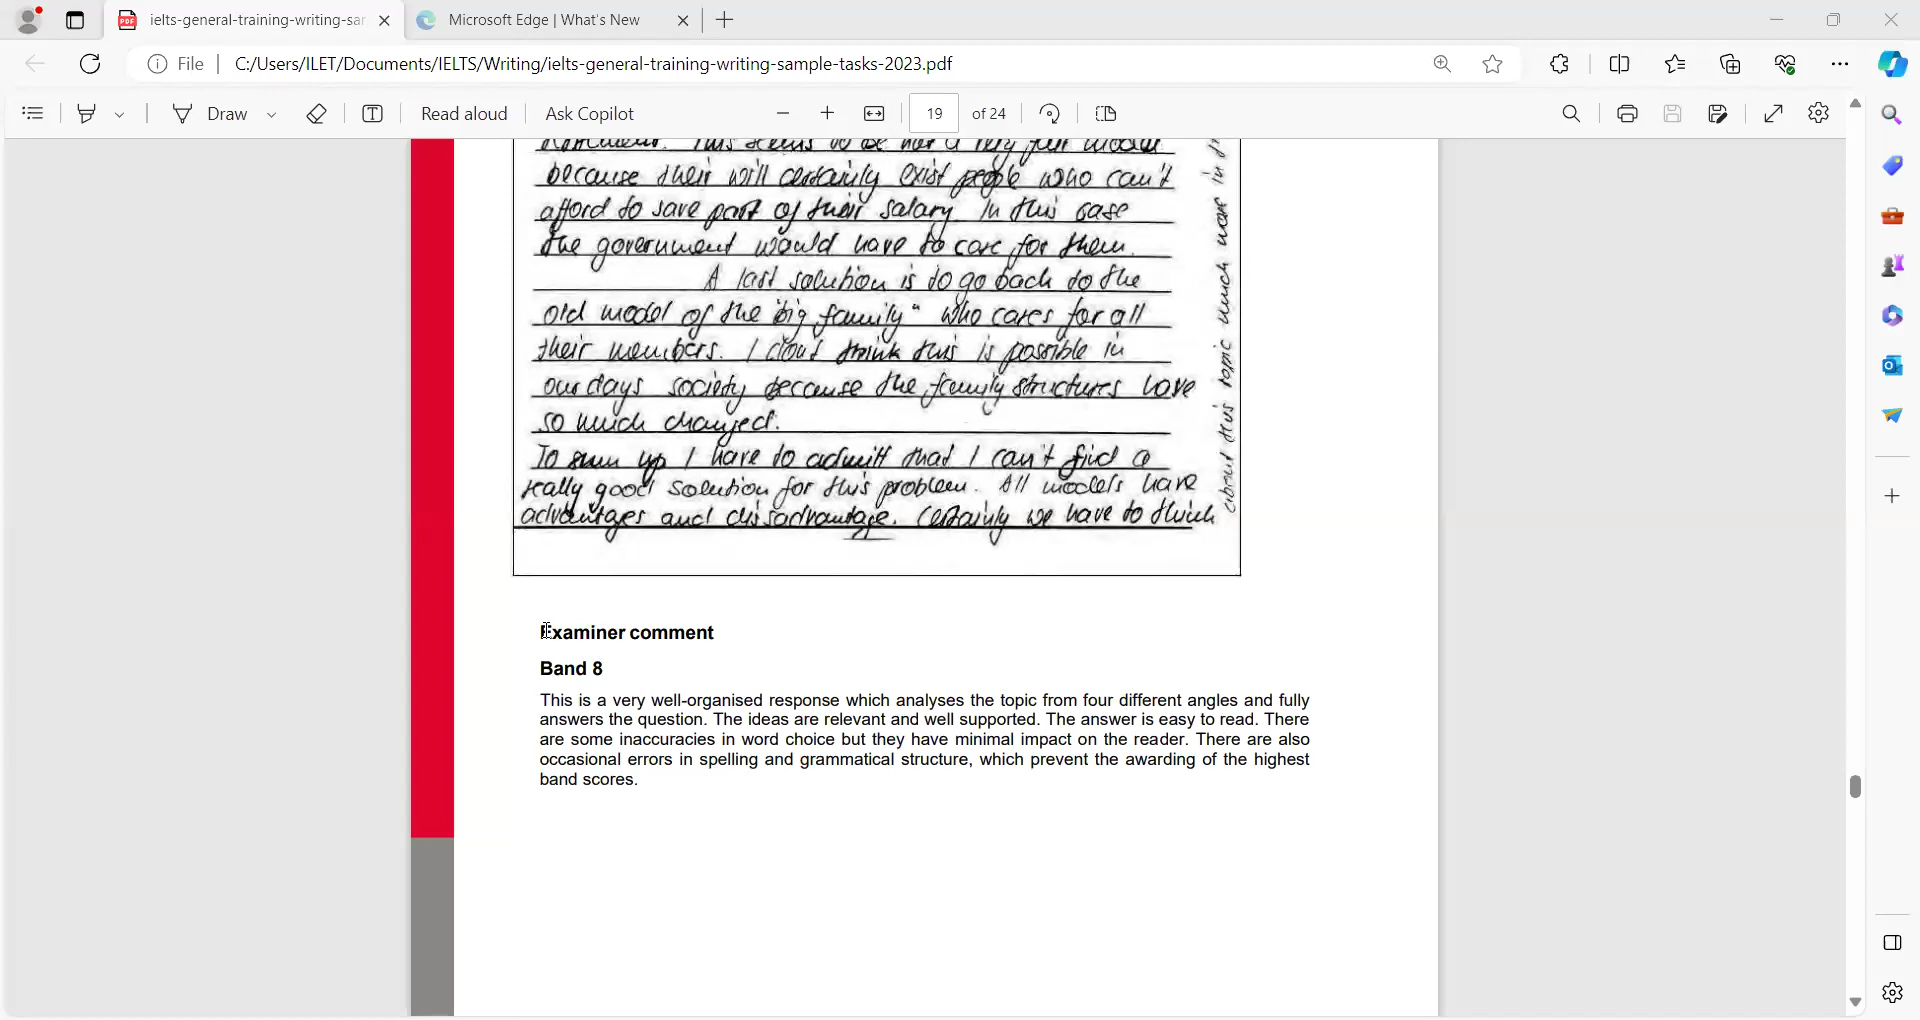 ielts-general-training-writing-sar
Microsoft Edge | What's New
File
C:/Users/ILET/Documents/IELTS/Writing/ielts-general-training-writing-sample-tasks-2023.pdf
Draw
Read aloud
Ask Copilot
19
of 24
This seems to be not a very fair model
because their will certainly exist people who can't
afford to save part of their salary. In this case
the government would have to care for them.
A last solution is to go back to the
old model of the "big family" who cares for all
their members. I don't think this is possible in
our days society because the family structures have
so much changed.
To sum up I have to admitt that I can't find a
really good solution for this problem. All models have
advantages and disadvantage. Certainly we have to think
about this topic much more in
Examiner comment
Band 8
This is a very well-organised response which analyses the topic from four different angles and fully
answers the question. The ideas are relevant and well supported. The answer is easy to read. There
are some inaccuracies in word choice but they have minimal impact on the reader. There are also
occasional errors in spelling and grammatical structure, which prevent the awarding of the highest
band scores.